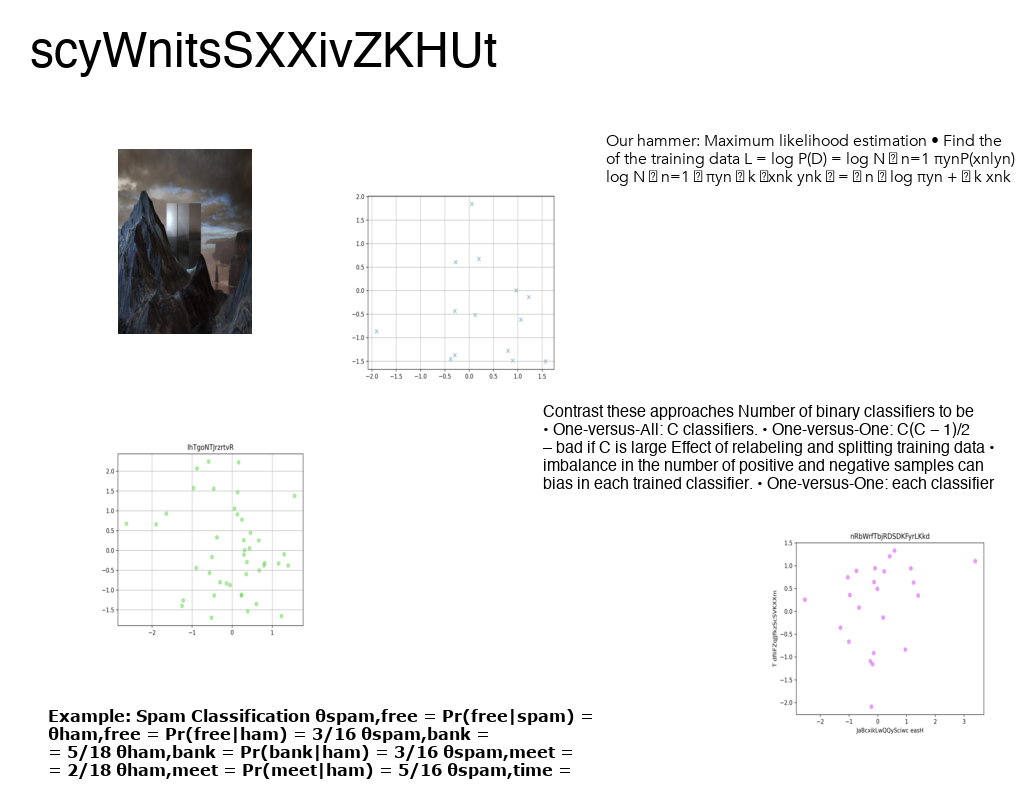 scyWnitsSXXivZKHUt
Our hammer: Maximum likelihood estimation • Find the
of the training data L = log P(D) = log N � n=1 πynP(xn|yn)
log N � n=1 � πyn � k �xnk ynk � = � n � log πyn + � k xnk
2.0
1.5
1.0
0.5
0.0
−0.5
−1.0
−1.5
−2.0 −1.5 −1.0 −0.5 0.0 0.5 1.0 1.5
Contrast these approaches Number of binary classifiers to be
• One-versus-All: C classifiers. • One-versus-One: C(C – 1)/2
– bad if C is large Effect of relabeling and splitting training data •
imbalance in the number of positive and negative samples can
bias in each trained classifier. • One-versus-One: each classifier
lhTgoNTjrzrtvR
2.0
1.5
1.0
0.5
0.0
−0.5
−1.0
−1.5
−2 −1 0 1
nRbWrfTbjRDSDKFyrLKkd
1.5
1.0
0.5
0.0
−0.5
−1.0
−1.5
−2.0
−2 −1 0 1 2 3
JaBcxikLwQQySciwc easH
Example: Spam Classification θspam,free = Pr(free|spam) =
θham,free = Pr(free|ham) = 3/16 θspam,bank =
= 5/18 θham,bank = Pr(bank|ham) = 3/16 θspam,meet =
= 2/18 θham,meet = Pr(meet|ham) = 5/16 θspam,time =